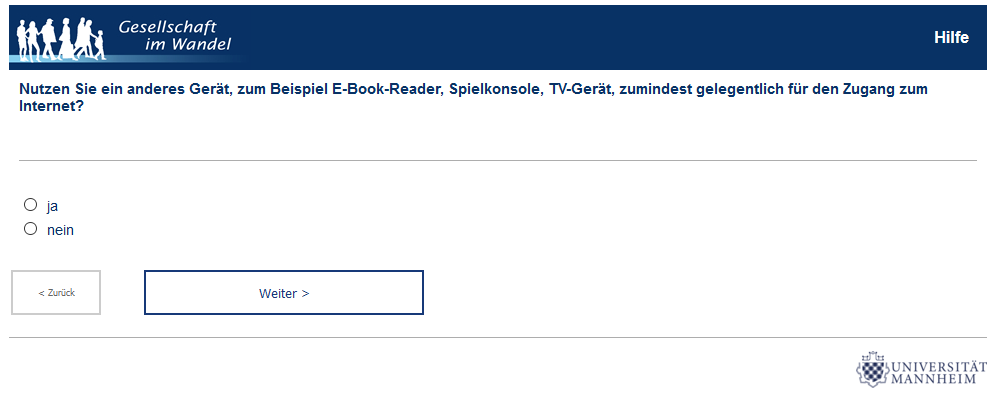 Gesellschaft
im Wandel
Hilfe
Nutzen Sie ein anderes Gerät, zum Beispiel E-Book-Reader, Spielkonsole, TV-Gerät, zumindest gelegentlich für den Zugang zum
Internet?
ja
nein
< Zurück
Weiter >
UNIVERSITÄT
MANNHEIM